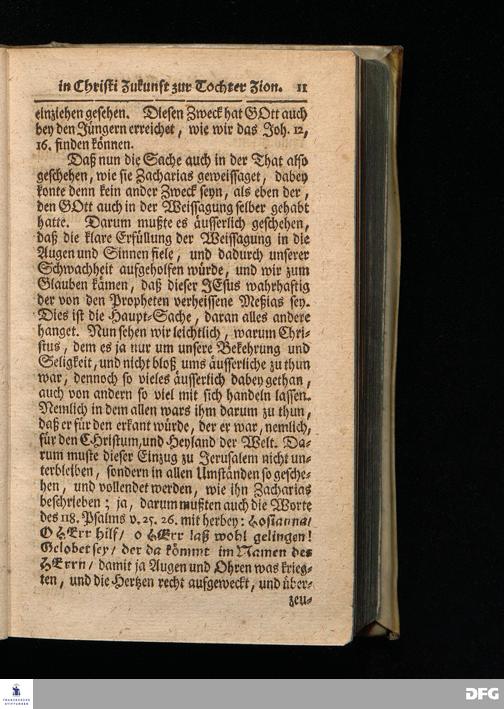 in Christi Zukunft zur Tochter Zion. 11
einziehen gesehen. Diesen Zweck hat GOtt auch
bey den Jüngern erreichet, wie wir das Joh. 12,
16. finden können.
Daß nun die Sache auch in der That also
geschehen, wie sie Zacharias geweissaget, dabey
konte denn kein ander Zweck seyn, als eben der,
den GOtt auch in der Weissagung selber gehabt
hatte. Darum mußte es äusserlich geschehen,
daß die klare Erfüllung der Weissagung in die
Augen und Sinnen fiele, und dadurch unserer
Schwachheit aufgeholfen würde, und wir zum
Glauben kämen, daß dieser JEsus wahrhaftig
der von den Propheten verheissene Meßias sey.
Dies ist die Haupt-Sache, daran alles andere
hanget. Nun sehen wir leichtlich, warum Chri-
stus, dem es ja nur um unsere Bekehrung und
Seligkeit, und nicht bloß ums äusserliche zu thun
war, dennoch so vieles äusserlich dabey gethan,
auch von andern so viel mit sich handeln lassen.
Nemlich in dem allen wars ihm darum zu thun,
daß er für den erkant würde, der er war, nemlich,
für den CHristum, und Heyland der Welt. Da-
rum muste dieser Einzug zu Jerusalem nicht un-
terbleiben, sondern in allen Umständen so gesche-
hen, und vollendet werden, wie ihn Zacharias
beschrieben; ja, darum mußten auch die Worte
des 118. Psalms v. 25. 26. mit herbey: Hosianna/
O HErr hilf/ o HErr laß wohl gelingen!
Gelobet sey/ der da kömmt im Namen des
HErrn/ damit ja Augen und Ohren was krieg-
ten, und die Hertzen recht aufgeweckt, und über-
zeu-
FRANCKESCHE
STIFTUNGEN
DFG